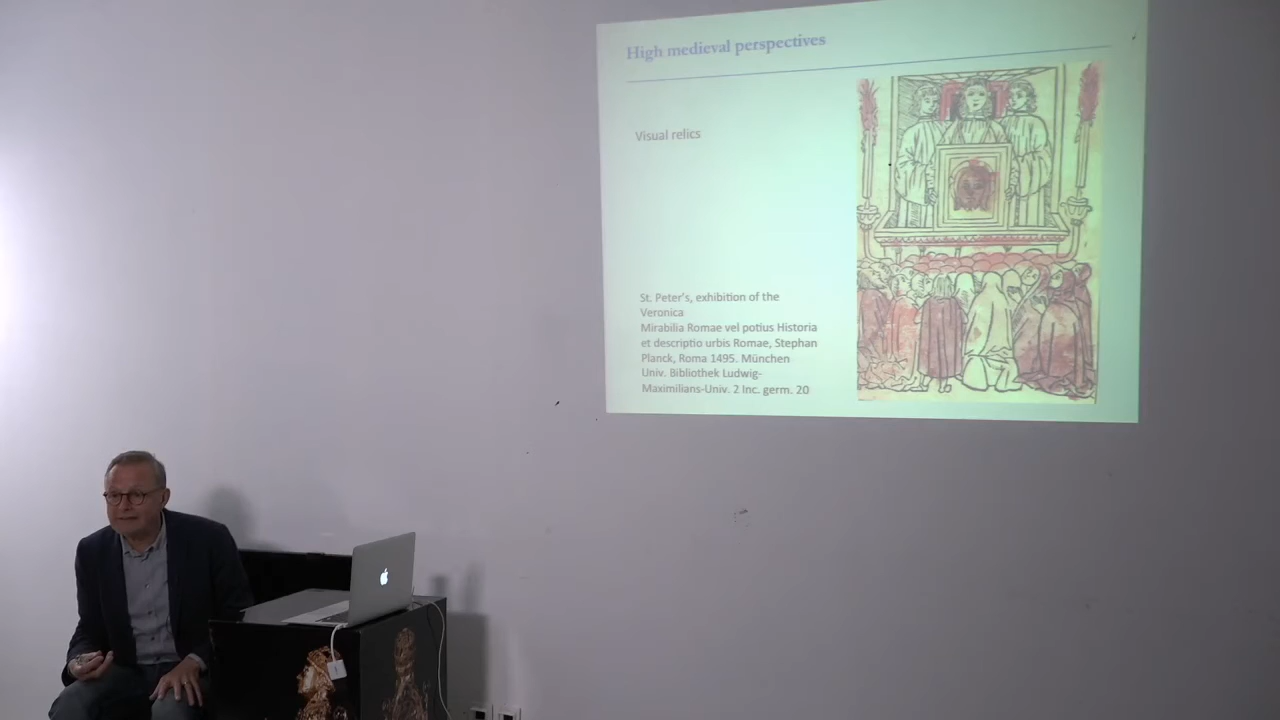 High medieval perspectives
Visual relics
St. Peter's, exhibition of the
Veronica
Mirabilia Romae vel potius Historia
et descriptio urbis Romae, Stephan
Planck, Roma 1495. München
Univ. Bibliothek Ludwig-
Maximilians-Univ. 2 Inc. germ. 20